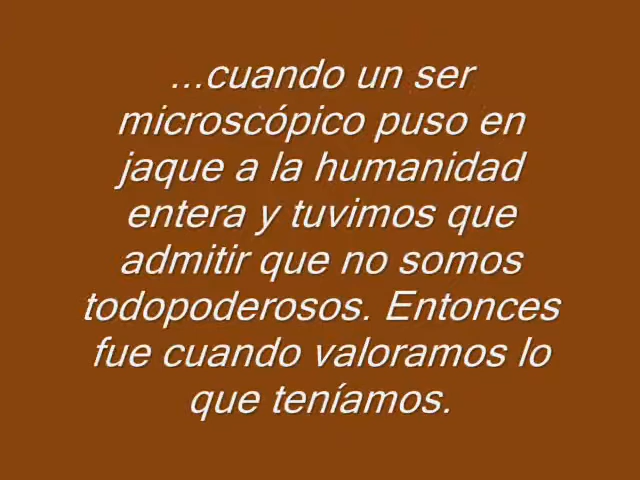 ...cuando un ser
microscópico puso en
jaque a la humanidad
entera y tuvimos que
admitir que no somos
todopoderosos. Entonces
fue cuando valoramos lo
que teníamos.